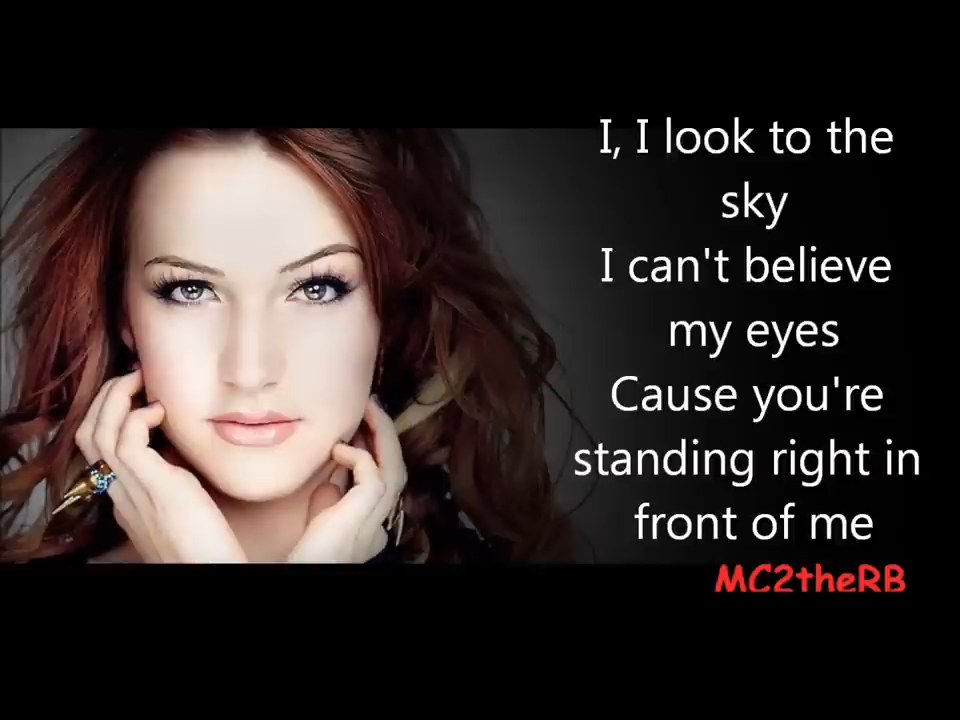 I, I look to the
sky
I can't believe
my eyes
Cause you're
standing right in
front of me
MC2theRB